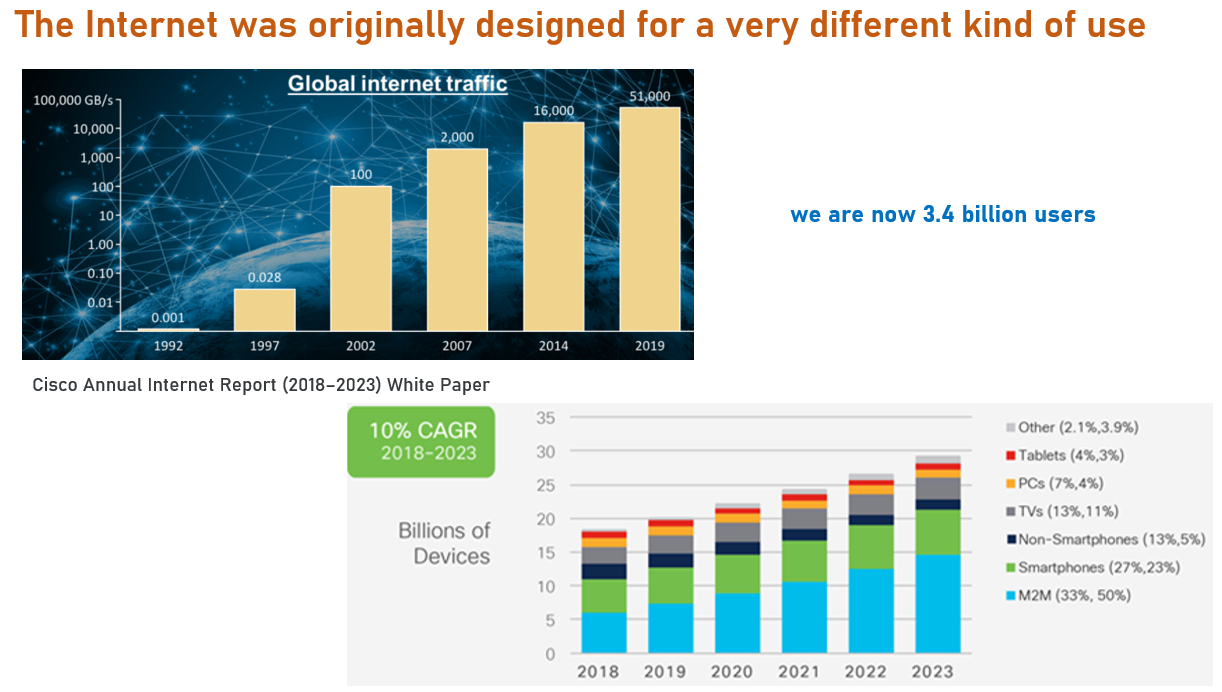 The Internet was originally designed for a very different kind of use
Global internet traffic
100,000 GB/s
10,000
1,000
100
10
1.00
0.10
0.01
0.001
0.028
100
2,000
16,000
51,000
1992 1997 2002 2007 2014 2019
we are now 3.4 billion users
Cisco Annual Internet Report (2018–2023) White Paper
10% CAGR
2018–2023
Billions of
Devices
35
30
25
20
15
10
5
0
2018 2019 2020 2021 2022 2023
Other (2.1%,3.9%)
Tablets (4%,3%)
PCs (7%,4%)
TVs (13%,11%)
Non-Smartphones (13%,5%)
Smartphones (27%,23%)
M2M (33%, 50%)